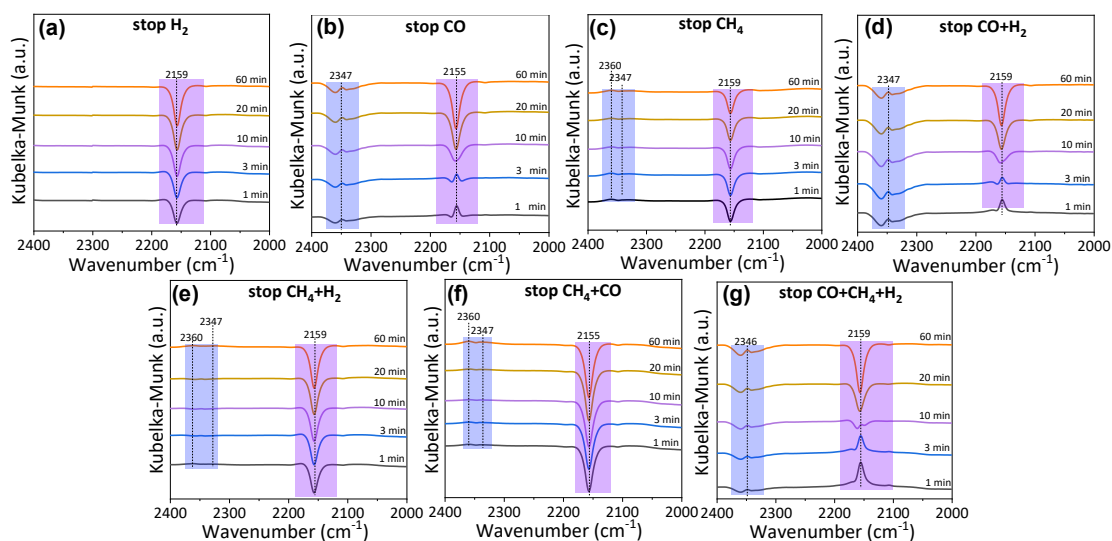 (a) stop H₂
2159
60 min
20 min
10 min
3 min
1 min
2400 2300 2200 2100 2000
Wavenumber (cm⁻¹)
Kubelka-Munk (a.u.)
(b) stop CO
2347
2155
60 min
20 min
10 min
3 min
1 min
2400 2300 2200 2100 2000
Wavenumber (cm⁻¹)
Kubelka-Munk (a.u.)
(c) stop CH₄
2360
2347
2159
60 min
20 min
10 min
3 min
1 min
2400 2300 2200 2100 2000
Wavenumber (cm⁻¹)
Kubelka-Munk (a.u.)
(d) stop CO+H₂
2347
2159
60 min
20 min
10 min
3 min
1 min
2400 2300 2200 2100 2000
Wavenumber (cm⁻¹)
Kubelka-Munk (a.u.)
(e) stop CH₄+H₂
2347
2360
2159
60 min
20 min
10 min
3 min
1 min
2400 2300 2200 2100 2000
Wavenumber (cm⁻¹)
Kubelka-Munk (a.u.)
(f) stop CH₄+CO
2360
2347
2155
60 min
20 min
10 min
3 min
1 min
2400 2300 2200 2100 2000
Wavenumber (cm⁻¹)
Kubelka-Munk (a.u.)
(g) stop CO+CH₄+H₂
2346
2159
60 min
20 min
10 min
3 min
1 min
2400 2300 2200 2100 2000
Wavenumber (cm⁻¹)
Kubelka-Munk (a.u.)